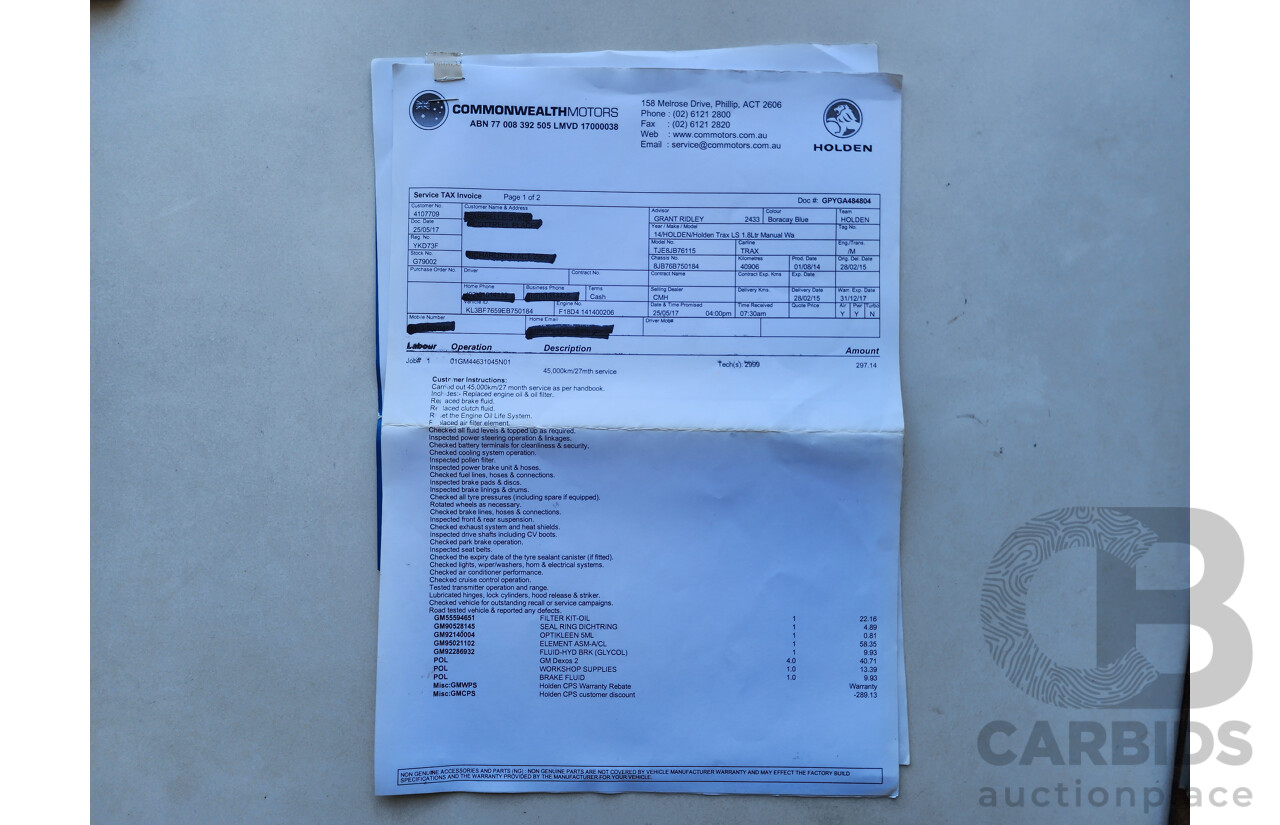 COMMONWEALTHMOTORS
ABN 77 008 392 505 LMVD 17000038
158 Melrose Drive, Phillip, ACT 2606
Phone : (02) 6121 2800
Fax : (02) 6121 2820
Web : www.commotors.com.au
Email : service@commotors.com.au
HOLDEN
Service TAX Invoice Page 1 of 2 Doc #: GPYGA484804
Customer No. Customer Name & Address Advisor Colour Team
4107709 GRANT RIDLEY 2433 Boracay Blue HOLDEN
Doc. Date Year / Make / Model Tag No.
25/05/17 14/HOLDEN/Holden Trax LS 1.8Ltr Manual Wa
Reg. No. Model No. Carline Eng./Trans.
YKD73F TJE8JB76115 TRAX /M
Stock No. Chassis No. Kilometres Prod. Date Orig. Del. Date
G79002 8JB76B750184 40906 01/08/14 28/02/15
Purchase Order No. Driver Contract No. Contract Name Contract Exp. Kms Exp. Date
Home Phone Business Phone Terms Selling Dealer Delivery Kms. Delivery Date Warr. Exp. Date
Cash CMH 28/02/15 31/12/17
Vehicle ID. Engine No. Date & Time Promised Time Received Quote Price Air Pwr Turbo
KL3BF7659EB750184 F18D4 141400206 25/05/17 04:00pm 07:30am Y Y N
Mobile Number Home Email Driver Mob#
Labour Operation Description Amount
Job# 1 01GM44631045N01 Tech(s): 2999 297.14
45,000km/27mth service
Customer Instructions:
Carried out 45,000km/27 month service as per handbook.
Includes:- Replaced engine oil & oil filter.
Replaced brake fluid.
Replaced clutch fluid.
Reset the Engine Oil Life System.
Replaced air filter element.
Checked all fluid levels & topped up as required.
Inspected power steering operation & linkages.
Checked battery terminals for cleanliness & security.
Checked cooling system operation.
Inspected pollen filter.
Inspected power brake unit & hoses.
Checked fuel lines, hoses & connections.
Inspected brake pads & discs.
Inspected brake linings & drums.
Checked all tyre pressures (including spare if equipped).
Rotated wheels as necessary.
Checked brake lines, hoses & connections.
Inspected front & rear suspension.
Checked exhaust system and heat shields.
Inspected drive shafts including CV boots.
Checked park brake operation.
Inspected seat belts.
Checked the expiry date of the tyre sealant canister (if fitted).
Checked lights, wiper/washers, horn & electrical systems.
Checked air conditioner performance.
Checked cruise control operation.
Tested transmitter operation and range.
Lubricated hinges, lock cylinders, hood release & striker.
Checked vehicle for outstanding recall or service campaigns.
Road tested vehicle & reported any defects.
GM55594651 FILTER KIT-OIL 1 22.16
GM90528145 SEAL RING DICHTRING 1 4.89
GM92140004 OPTIKLEEN 5ML 1 0.81
GM95021102 ELEMENT ASM-A/CL 1 58.35
GM92286932 FLUID-HYD BRK (GLYCOL) 1 9.93
POL GM Dexos 2 4.0 40.71
POL WORKSHOP SUPPLIES 1.0 13.39
POL BRAKE FLUID 1.0 9.93
Misc:GMWPS Holden CPS Warranty Rebate Warranty
Misc:GMCPS Holden CPS customer discount -289.13
NON GENUINE ACCESSORIES AND PARTS (NG) : NON GENUINE PARTS ARE NOT COVERED BY VEHICLE MANUFACTURER WARRANTY AND MAY EFFECT THE FACTORY BUILD
SPECIFICATIONS AND THE WARRANTY PROVIDED BY THE MANUFACTURER FOR YOUR VEHICLE.
CB
CARBIDS
auctionplace